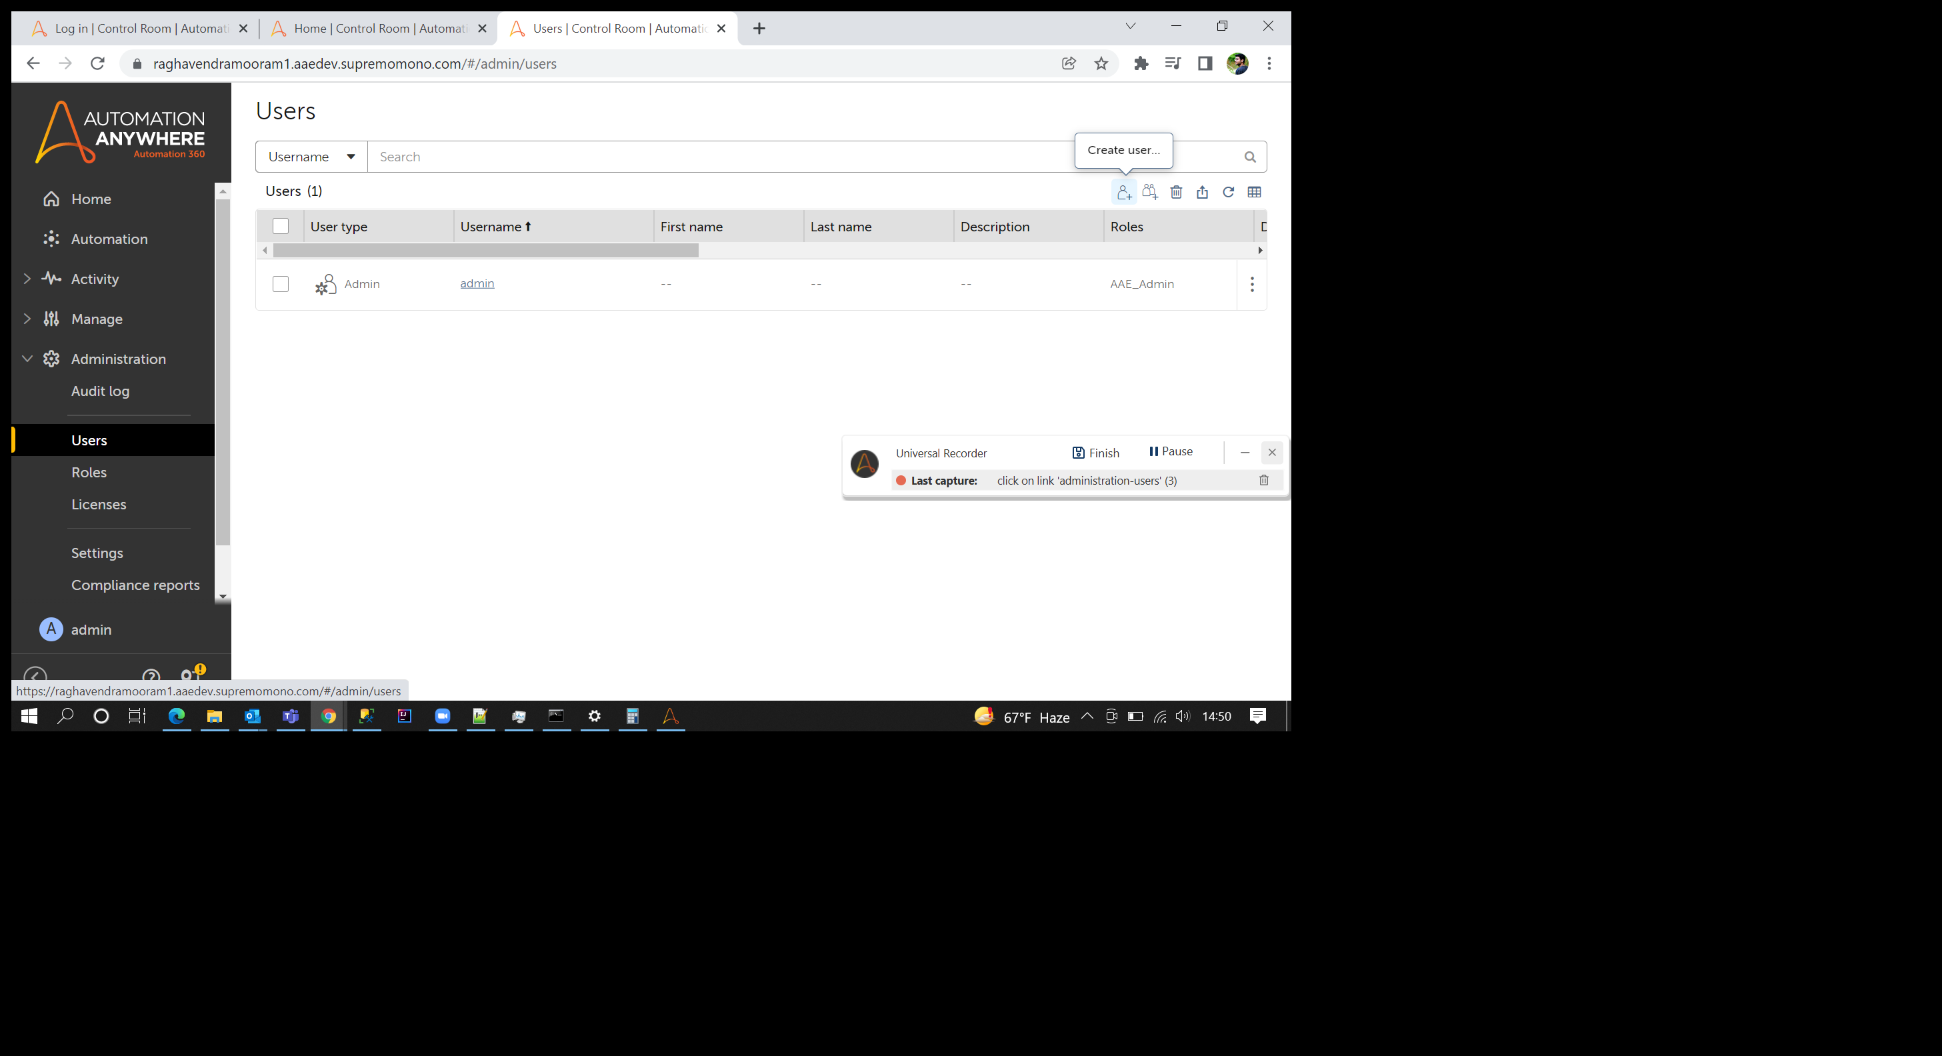 Log in | Control Room | Automati
Home | Control Room | Automati
Users | Control Room | Automatic
raghavendramooram1.aaedev.supremomono.com/#/admin/users
AUTOMATION
ANYWHERE
Automation 360
Home
Automation
Activity
Manage
Administration
Audit log
Users
Roles
Licenses
Settings
Compliance reports
A admin
Users
Username Search
Create user...
Users (1)
User type Username First name Last name Description Roles
Admin admin -- -- -- AAE_Admin
Universal Recorder Finish Pause
Last capture: click on link 'administration-users' (3)
https://raghavendramooram1.aaedev.supremomono.com/#/admin/users
67°F Haze 14:50